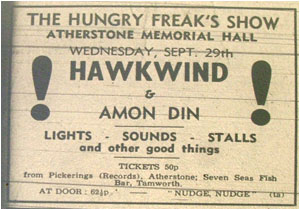 THE HUNGRY FREAK'S SHOW
ATHERSTONE MEMORIAL HALL
WEDNESDAY, SEPT. 29th
HAWKWIND
! & !
AMON DIN
LIGHTS - SOUNDS - STALLS
and other good things
TICKETS 50p
from Pickerings (Records), Atherstone; Seven Seas Fish
Bar, Tamworth.
AT DOOR: 62½p. — "NUDGE, NUDGE" (ta)